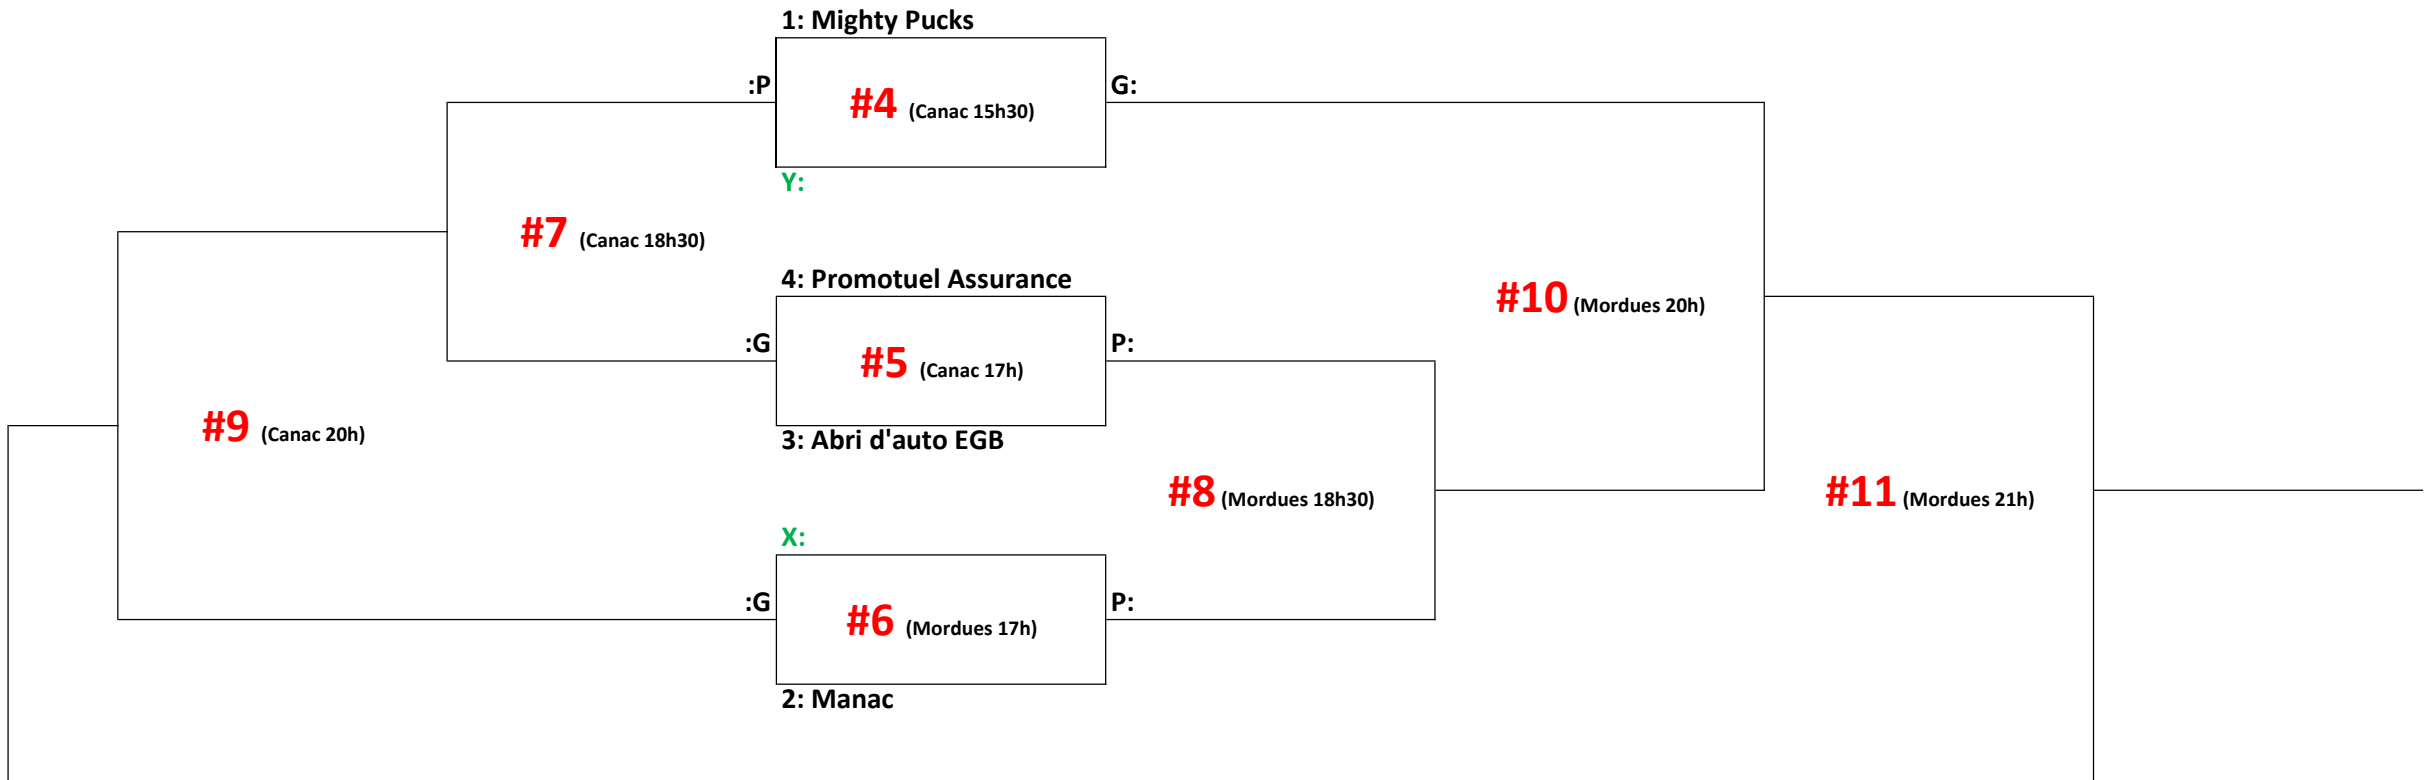 1: Mighty Pucks
:P
#4 (Canac 15h30)
G:
Y:
#7 (Canac 18h30)
4: Promotuel Assurance
#10 (Mordues 20h)
:G
#5 (Canac 17h)
P:
#9 (Canac 20h)
3: Abri d'auto EGB
#8 (Mordues 18h30)
#11 (Mordues 21h)
X:
:G
#6 (Mordues 17h)
P:
2: Manac